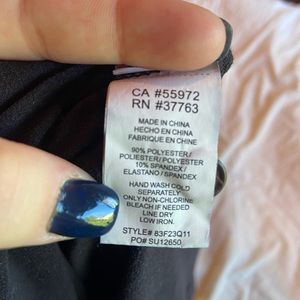 CA #55972
RN #37763
MADE IN CHINA
HECHO EN CHINA
FABRIQUE EN CHINE
90% POLYESTER /
POLIESTER / POLYESTER
10% SPANDEX /
ELASTANO / SPANDEX
HAND WASH COLD
SEPARATELY
ONLY NON-CHLORINE
BLEACH IF NEEDED
LINE DRY
LOW IRON.
STYLE# 83F23Q11
PO# SU12650